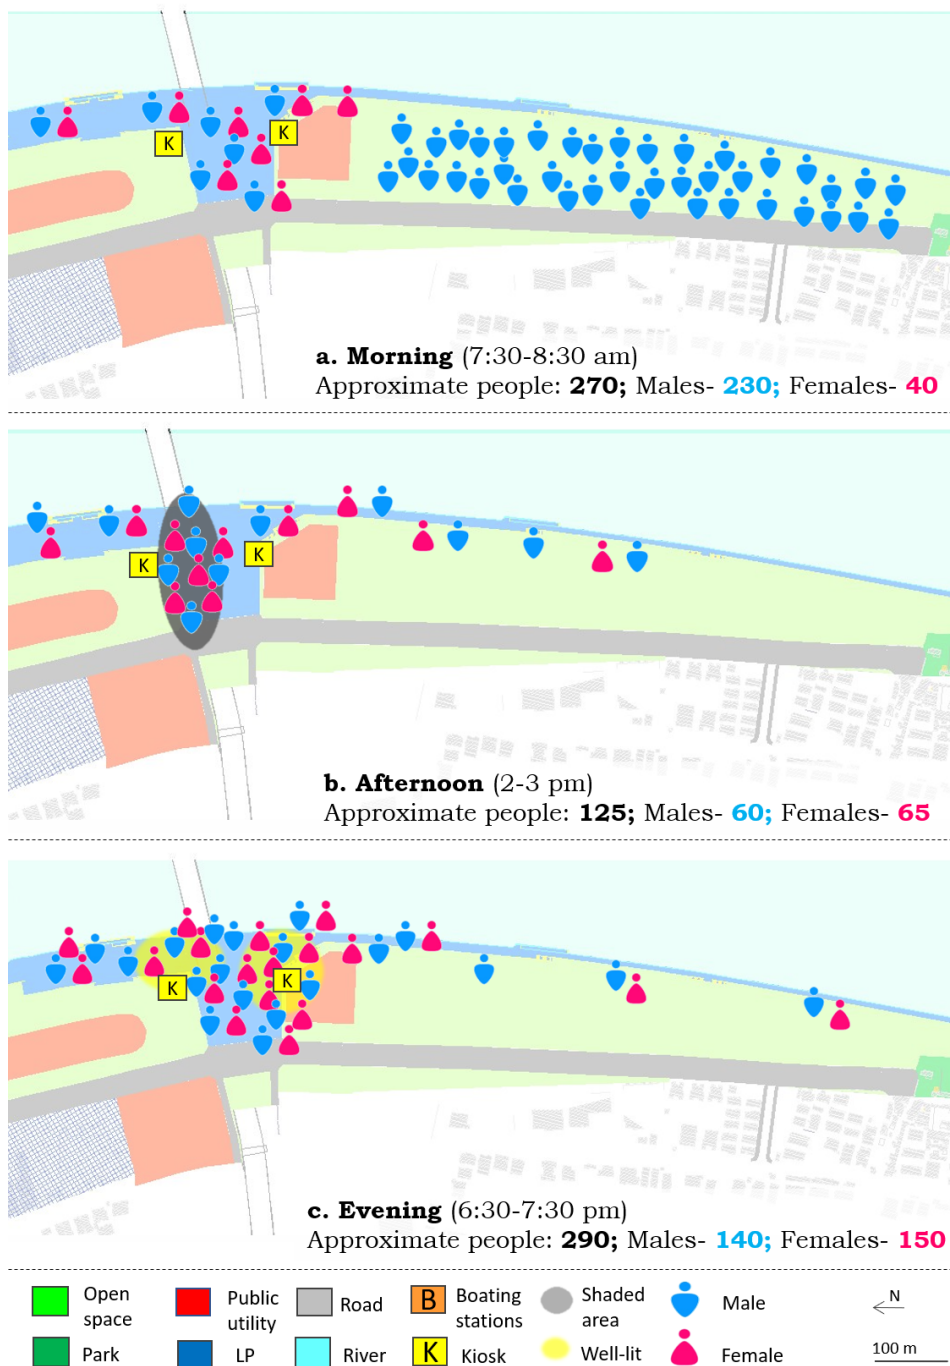 K
K
a. Morning (7:30-8:30 am)
Approximate people: 270; Males- 230; Females- 40
K
K
b. Afternoon (2-3 pm)
Approximate people: 125; Males- 60; Females- 65
K
K
c. Evening (6:30-7:30 pm)
Approximate people: 290; Males- 140; Females- 150
Open space
Public utility
Road
B Boating stations
Shaded area
Male
N
Park
LP
River
K Kiosk
Well-lit
Female
100 m